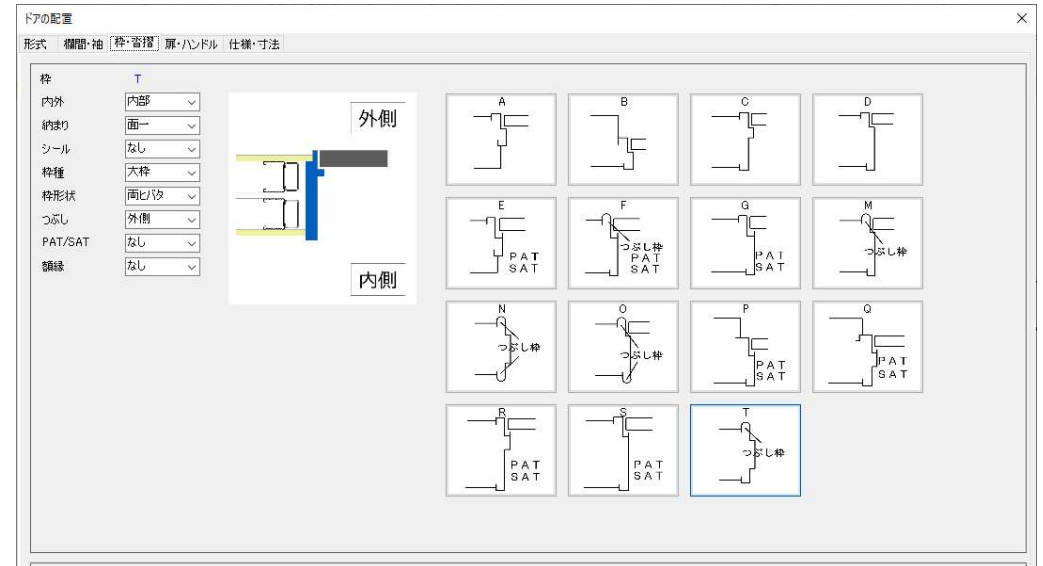 ドアの配置
形式 欄間・袖 枠・沓摺 扉・ハンドル 仕様・寸法
枠 T
内外 内部
納まり 面一
シール なし
枠種 大枠
枠形状 両ヒバタ
つぶし 外側
PAT/SAT なし
額縁 なし
外側
内側
A B C D
E F G M
PAT
SAT
つぶし枠
PAT
SAT
PAT
SAT
つぶし枠
N O P Q
つぶし枠
つぶし枠
PAT
SAT
PAT
SAT
R S T
PAT
SAT
PAT
SAT
つぶし枠